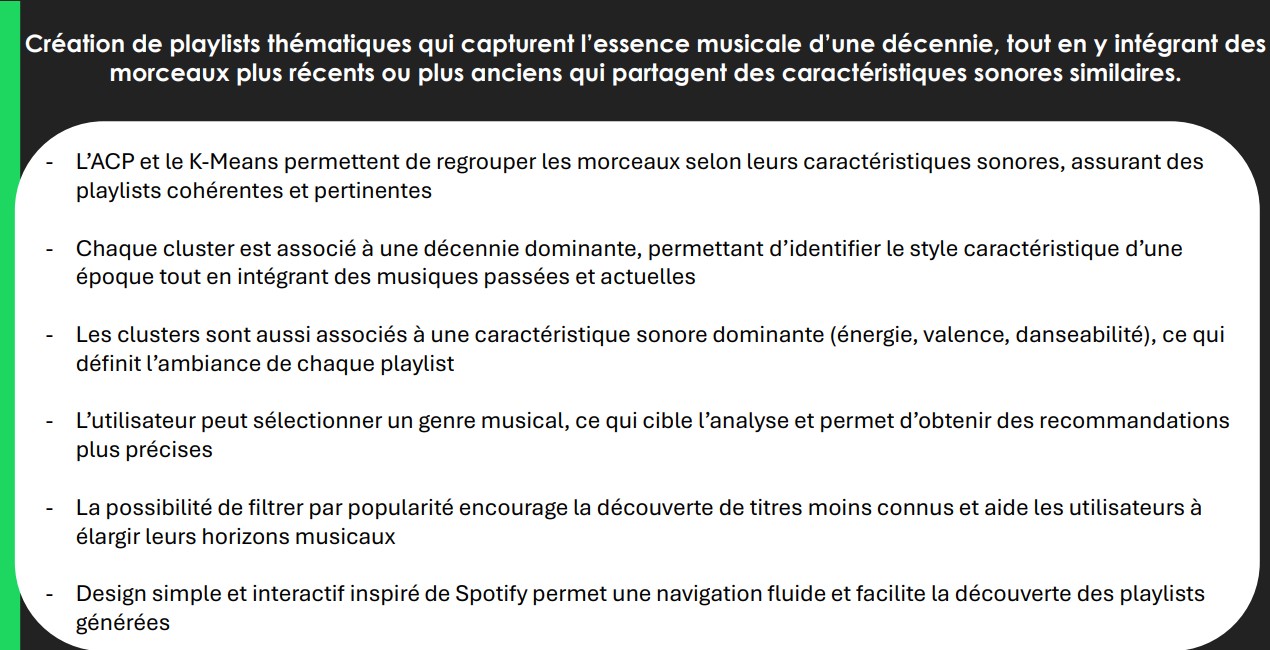 Création de playlists thématiques qui capturent l’essence musicale d’une décennie, tout en y intégrant des
morceaux plus récents ou plus anciens qui partagent des caractéristiques sonores similaires.
- L’ACP et le K-Means permettent de regrouper les morceaux selon leurs caractéristiques sonores, assurant des
playlists cohérentes et pertinentes
- Chaque cluster est associé à une décennie dominante, permettant d’identifier le style caractéristique d’une
époque tout en intégrant des musiques passées et actuelles
- Les clusters sont aussi associés à une caractéristique sonore dominante (énergie, valence, danseabilité), ce qui
définit l’ambiance de chaque playlist
- L’utilisateur peut sélectionner un genre musical, ce qui cible l’analyse et permet d’obtenir des recommandations
plus précises
- La possibilité de filtrer par popularité encourage la découverte de titres moins connus et aide les utilisateurs à
élargir leurs horizons musicaux
- Design simple et interactif inspiré de Spotify permet une navigation fluide et facilite la découverte des playlists
générées